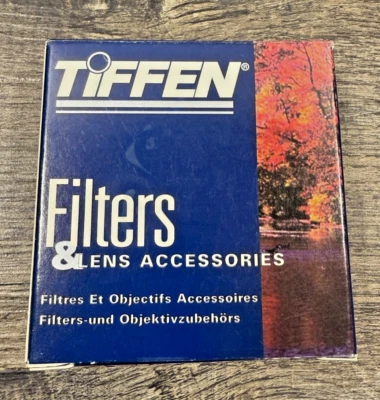 TiFFEN®
Filters
& LENS ACCESSORIES
Filtres Et Objectifs Accessoires
Filters-und Objektivzubehörs